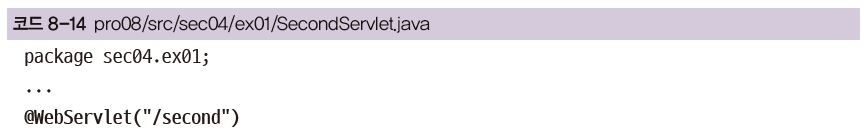 코드 8-14 pro08/src/sec04/ex01/SecondServlet.java
package sec04.ex01;
...
@WebServlet("/second")